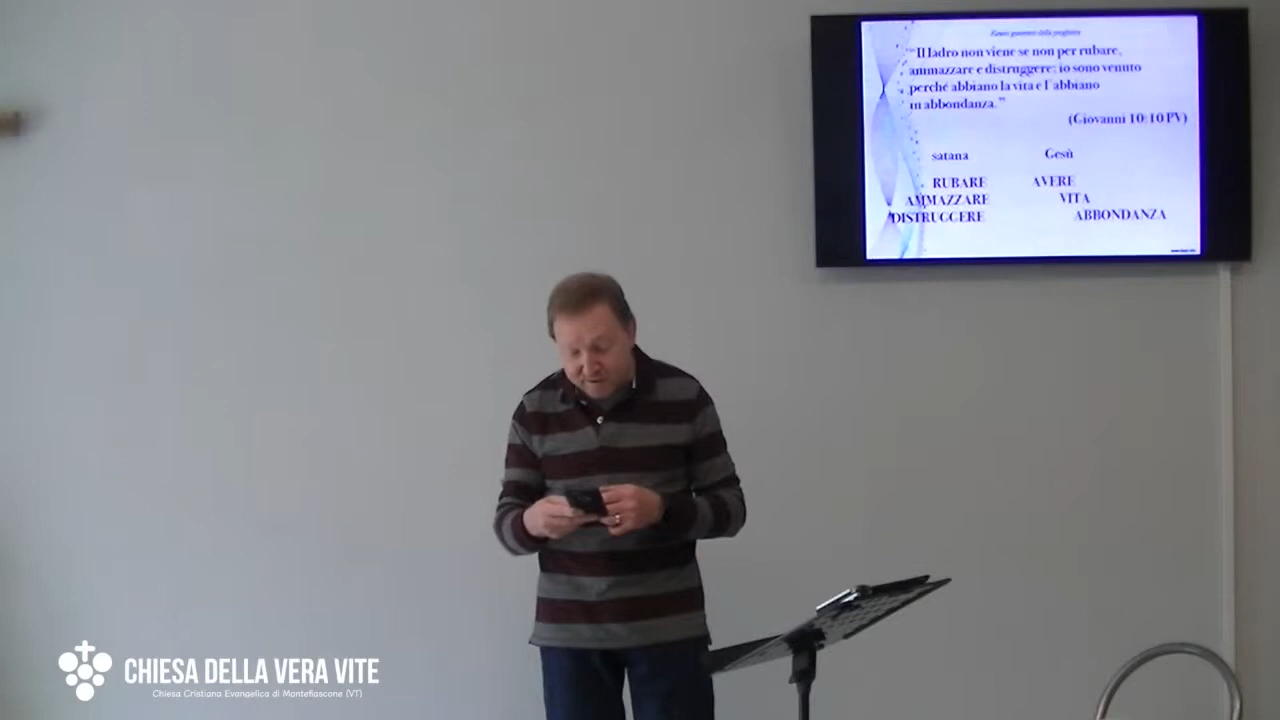 "Il ladro non viene se non per rubare,
ammazzare e distruggere; io sono venuto
perché abbiano la vita e l'abbiano
in abbondanza."
(Giovanni 10:10 PV)
satana Gesù
RUBARE AVERE
AMMAZZARE VITA
DISTRUGGERE ABBONDANZA
CHIESA DELLA VERA VITE
Chiesa Cristiana Evangelica di Montefiascone (VT)